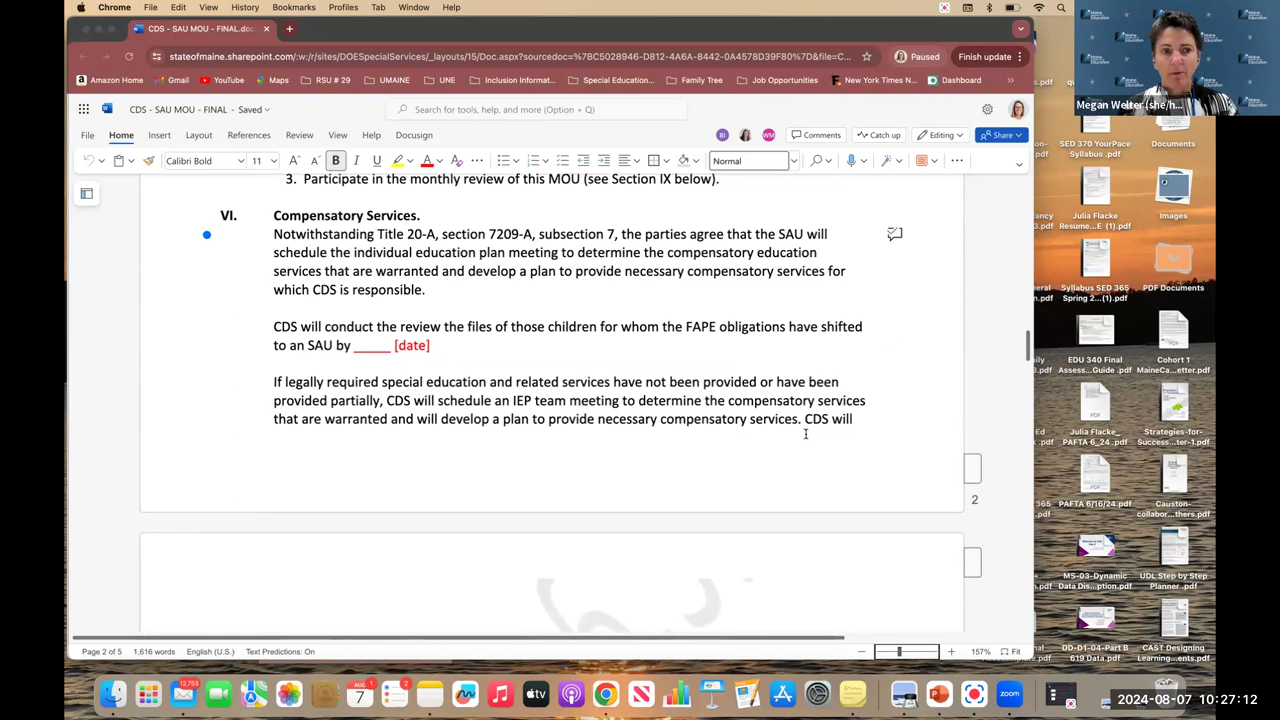 Chrome File Edit View History Bookmarks Profiles Tab Window Help
CDS - SAU MOU - FINAL.doc
stateofmaine.sharepoint.com/:w:/r/sites/DOESpecialServices/_layouts/15/Doc.aspx?sourcedoc=%7BC5028946-D812-4A6A-8442-0A4578D39F80%7D&file=C...
Paused
Finish update
Amazon Home Gmail YouTube Maps RSU # 29 UMAINE UNE Inclusion Informat... Special Education... Family Tree Job Opportunities New York Times N... Dashboard
CDS - SAU MOU - FINAL - Saved
Search for tools, help, and more (Option + Q)
File Home Insert Layout References Review View Help Docusign
BI WM Comments Catch up Editing Share
Calibri Bold 11 B I U Normal
3. Participate in the monthly review of this MOU (see Section IX below).
VI. Compensatory Services.
Notwithstanding Title 20-A, section 7209-A, subsection 7, the parties agree that the SAU will
schedule the individual education plan meeting to determine the compensatory education
services that are warranted and develop a plan to provide necessary compensatory services for
which CDS is responsible.
CDS will conduct the review the files of those children for whom the FAPE obligations have shifted
to an SAU by _____ [date]
If legally required special education and related services have not been provided or have been
provided partially, CDS will schedule an IEP team meeting to determine the compensatory services
that are warranted and will develop a plan to provide necessary compensatory services. CDS will
2
Page 2 of 5 1,616 words English (U.S.) Text Predictions: On 157% Fit
Megan Welter (she/h...
SED 370 YourPace
Syllabus .pdf
Documents
Julia Flacke
Resume...E (1).pdf
Images
Syllabus SED 365
Spring 2...(1).pdf
PDF Documents
EDU 340 Final
Assess...Guide .pdf
Cohort 1
MaineCa...etter.pdf
Julia Flacke_
PAFTA 6_24 .pdf
Strategies-for-
Success...ter-1.pdf
PAFTA 6/16/24.pdf
Causton-
collabor...thers.pdf
MS-03-Dynamic
Data Dis...ption.pdf
UDL Step by Step
Planner .pdf
DD-D1-04-Part B
619 Data.pdf
CAST Designing
Learning...ents.pdf
12,753
AUG
7
1
2
zoom
tv
2024-08-07 10:27:12